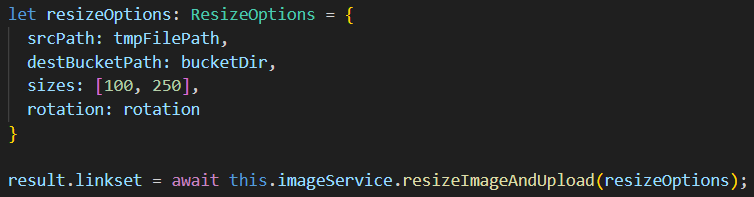 let resizeOptions: ResizeOptions = {
  srcPath: tmpFilePath,
  destBucketPath: bucketDir,
  sizes: [100, 250],
  rotation: rotation
}

result.linkset = await this.imageService.resizeImageAndUpload(resizeOptions);